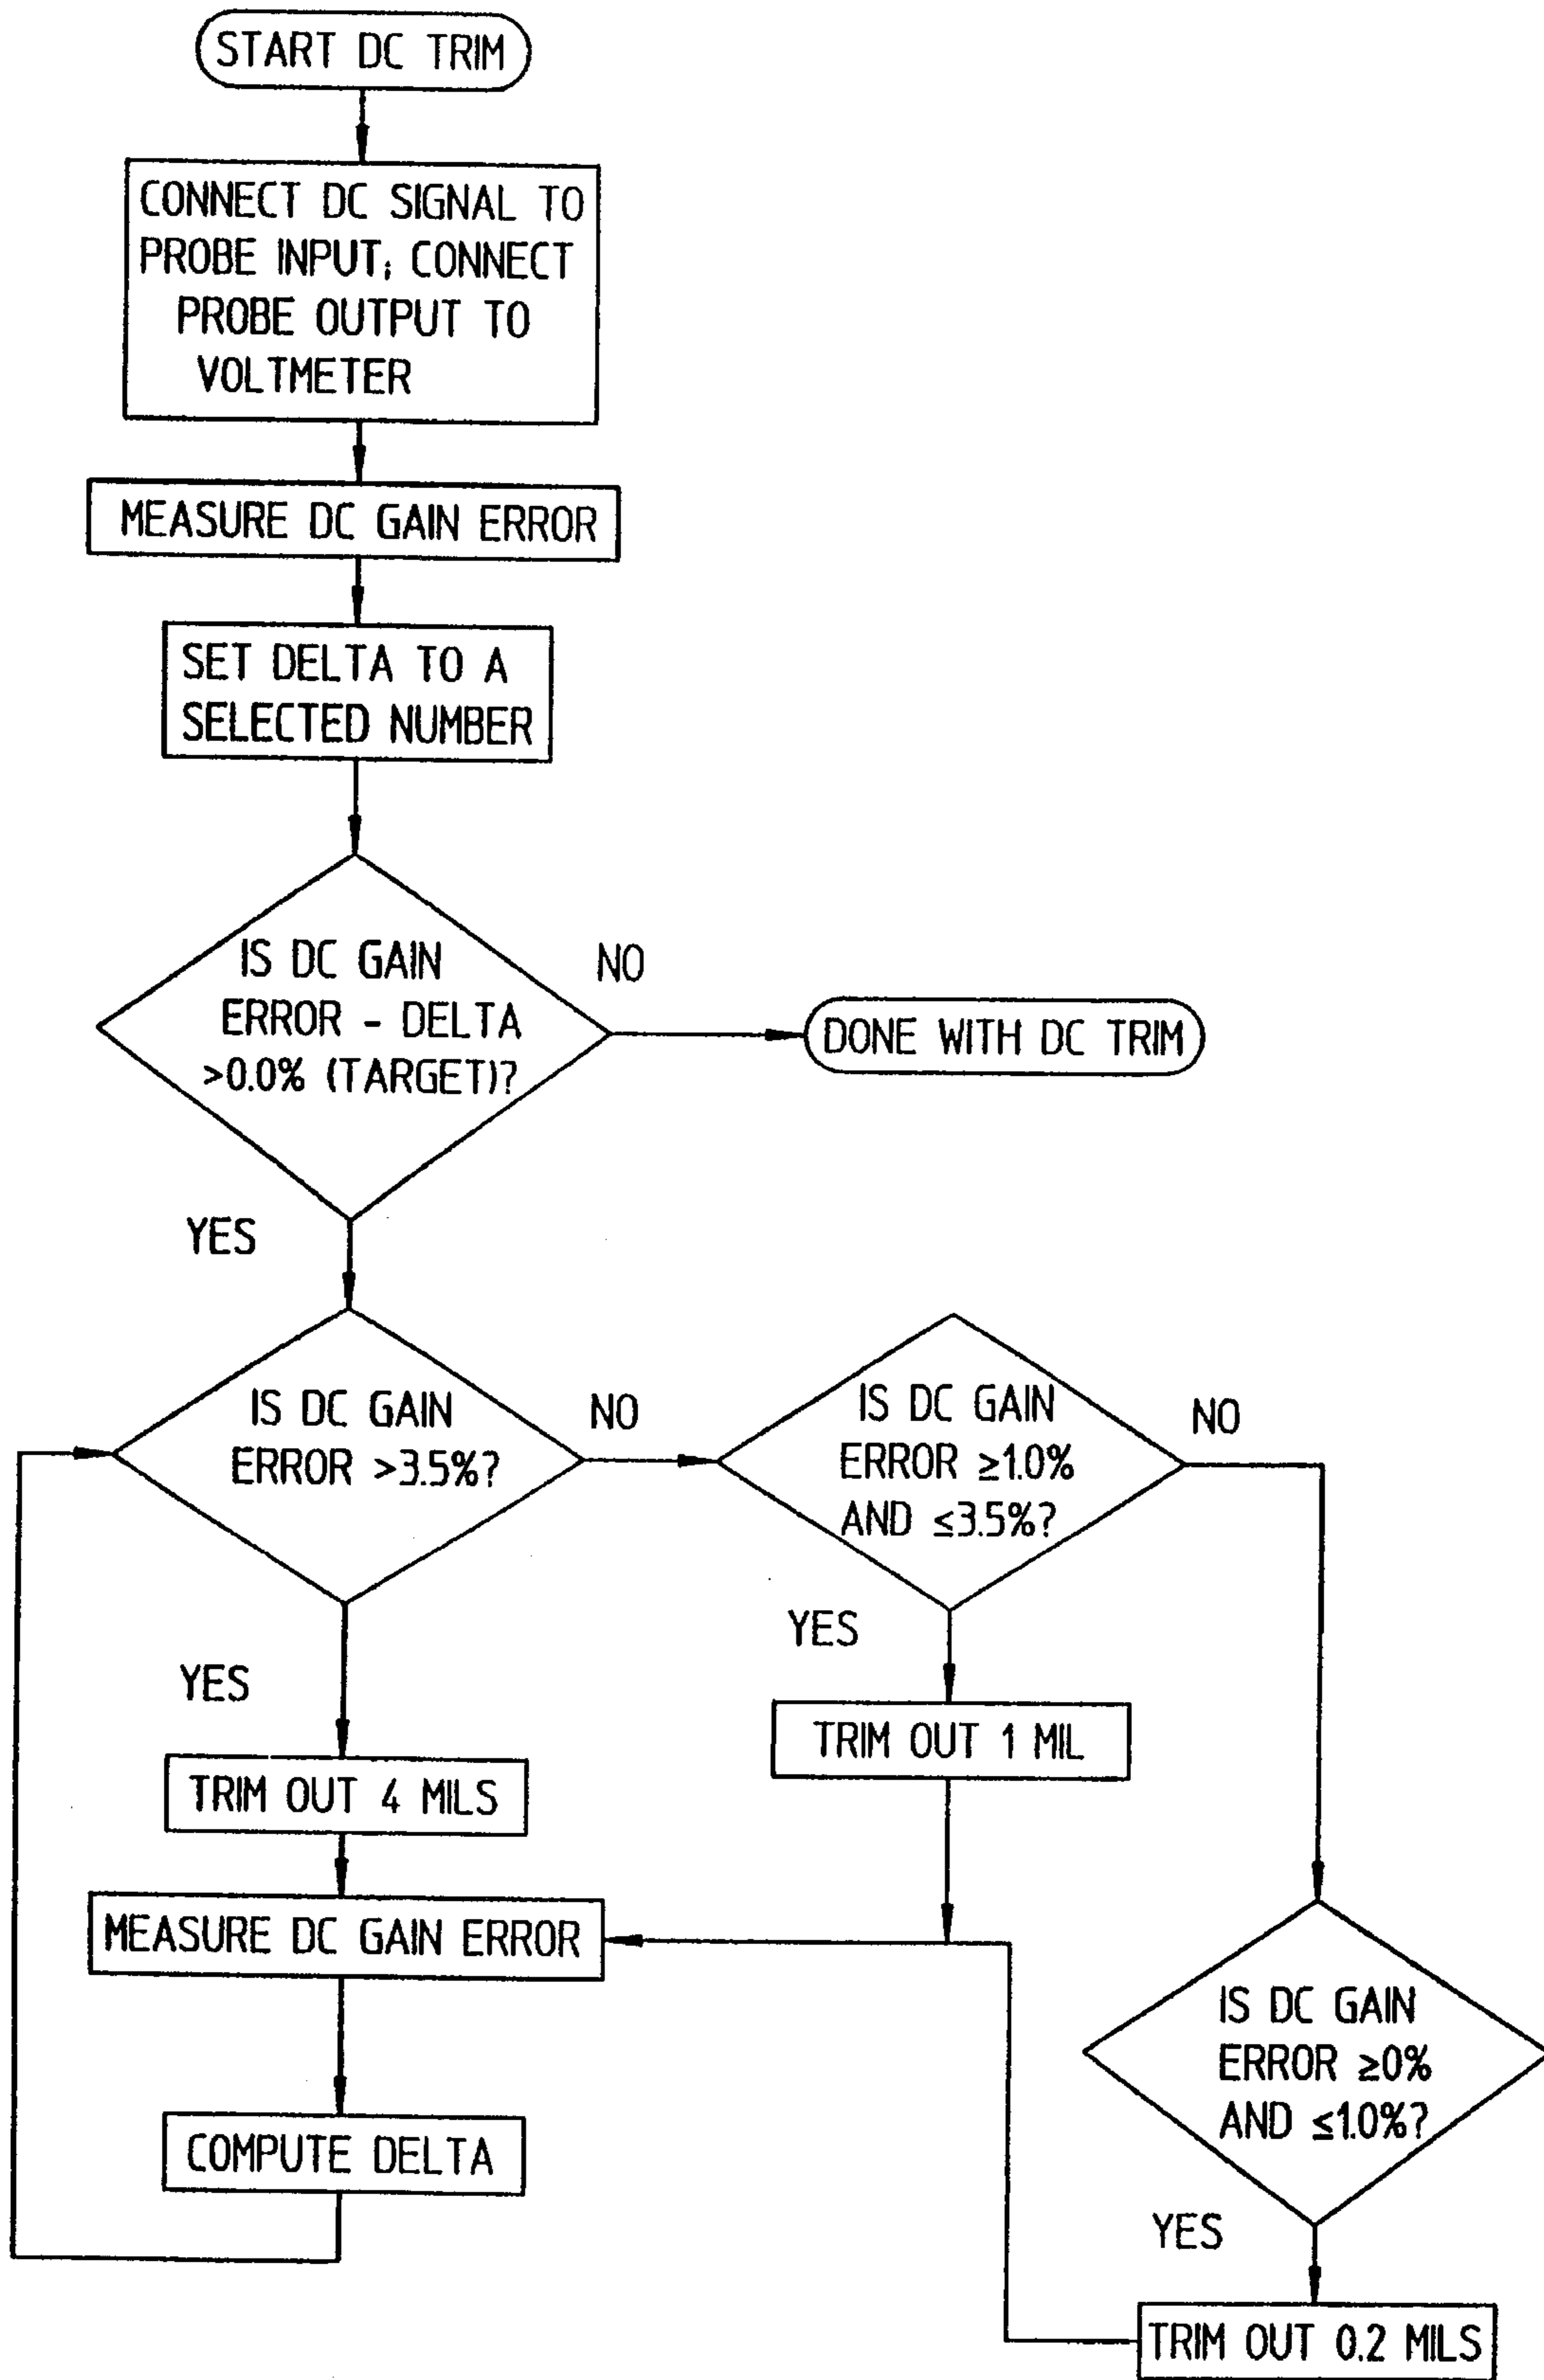 START DC TRIM
CONNECT DC SIGNAL TO
PROBE INPUT; CONNECT
PROBE OUTPUT TO
VOLTMETER
MEASURE DC GAIN ERROR
SET DELTA TO A
SELECTED NUMBER
IS DC GAIN
ERROR - DELTA
>0.0% (TARGET)?
NO
DONE WITH DC TRIM
YES
IS DC GAIN
ERROR >3.5%?
NO
IS DC GAIN
ERROR ≥1.0%
AND ≤3.5%?
NO
YES
TRIM OUT 4 MILS
YES
TRIM OUT 1 MIL
MEASURE DC GAIN ERROR
COMPUTE DELTA
IS DC GAIN
ERROR ≥0%
AND ≤1.0%?
YES
TRIM OUT 0.2 MILS